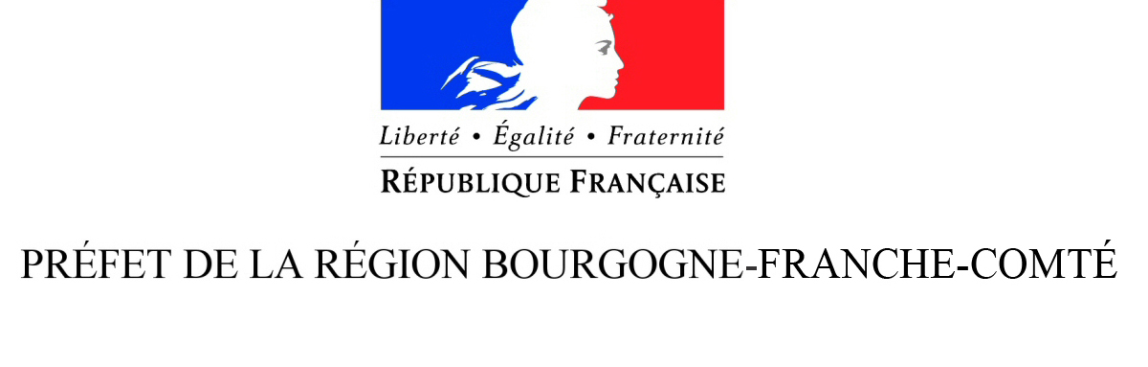 Liberté • Égalité • Fraternité
RÉPUBLIQUE FRANÇAISE
PRÉFET DE LA RÉGION BOURGOGNE-FRANCHE-COMTÉ